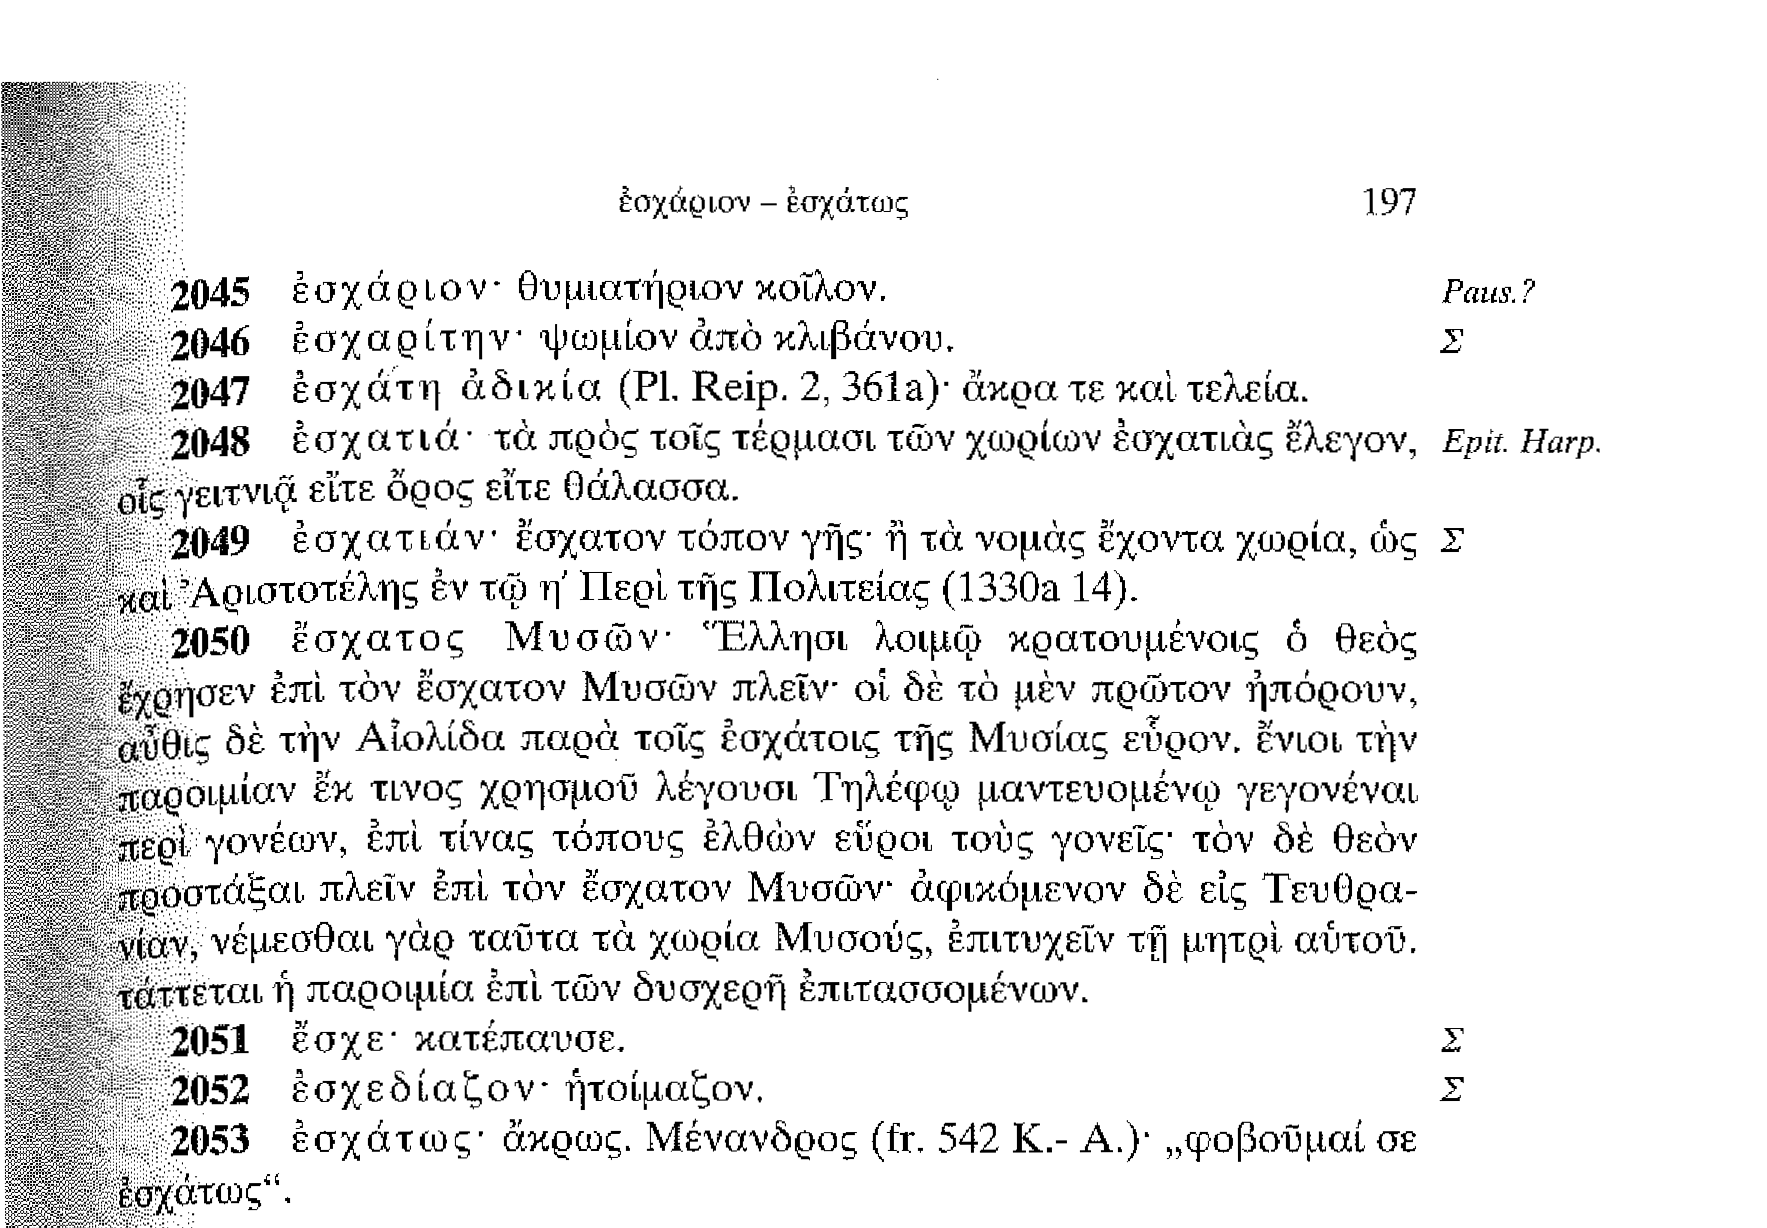 ἐσχάριον – ἐσχάτως 197
2045 ἐσχάριον· θυμιατήριον κοῖλον. Paus.?
2046 ἐσχαρίτην· ψωμίον ἀπὸ κλιβάνου. Σ
2047 ἐσχάτη ἀδικία (Pl. Reip. 2, 361a)· ἄκρα τε καὶ τελεία.
2048 ἐσχατιά· τὰ πρὸς τοῖς τέρμασι τῶν χωρίων ἐσχατιὰς ἔλεγον, Epit. Harp.
οἷς γειτνιᾷ εἴτε ὄρος εἴτε θάλασσα.
2049 ἐσχατιάν· ἔσχατον τόπον γῆς· ἢ τὰ νομὰς ἔχοντα χωρία, ὡς Σ
καὶ Ἀριστοτέλης ἐν τῷ η′ Περὶ τῆς Πολιτείας (1330a 14).
2050 ἔσχατος Μυσῶν· Ἕλλησι λοιμῷ κρατουμένοις ὁ θεὸς
ἔχρησεν ἐπὶ τὸν ἔσχατον Μυσῶν πλεῖν· οἱ δὲ τὸ μὲν πρῶτον ἠπόρουν,
αὖθις δὲ τὴν Αἰολίδα παρὰ τοῖς ἐσχάτοις τῆς Μυσίας εὗρον. ἔνιοι τὴν
παροιμίαν ἔκ τινος χρησμοῦ λέγουσι Τηλέφῳ μαντευομένῳ γεγονέναι
περὶ γονέων, ἐπὶ τίνας τόπους ἐλθὼν εὕροι τοὺς γονεῖς· τὸν δὲ θεὸν
προστάξαι πλεῖν ἐπὶ τὸν ἔσχατον Μυσῶν· ἀφικόμενον δὲ εἰς Τευθρα-
νίαν, νέμεσθαι γὰρ ταῦτα τὰ χωρία Μυσούς, ἐπιτυχεῖν τῇ μητρὶ αὑτοῦ.
τάττεται ἡ παροιμία ἐπὶ τῶν δυσχερῆ ἐπιτασσομένων.
2051 ἔσχε· κατέπαυσε. Σ
2052 ἐσχεδίαζον· ἡτοίμαζον. Σ
2053 ἐσχάτως· ἄκρως. Μένανδρος (fr. 542 K.- A.)· „φοβοῦμαί σε
ἐσχάτως“.